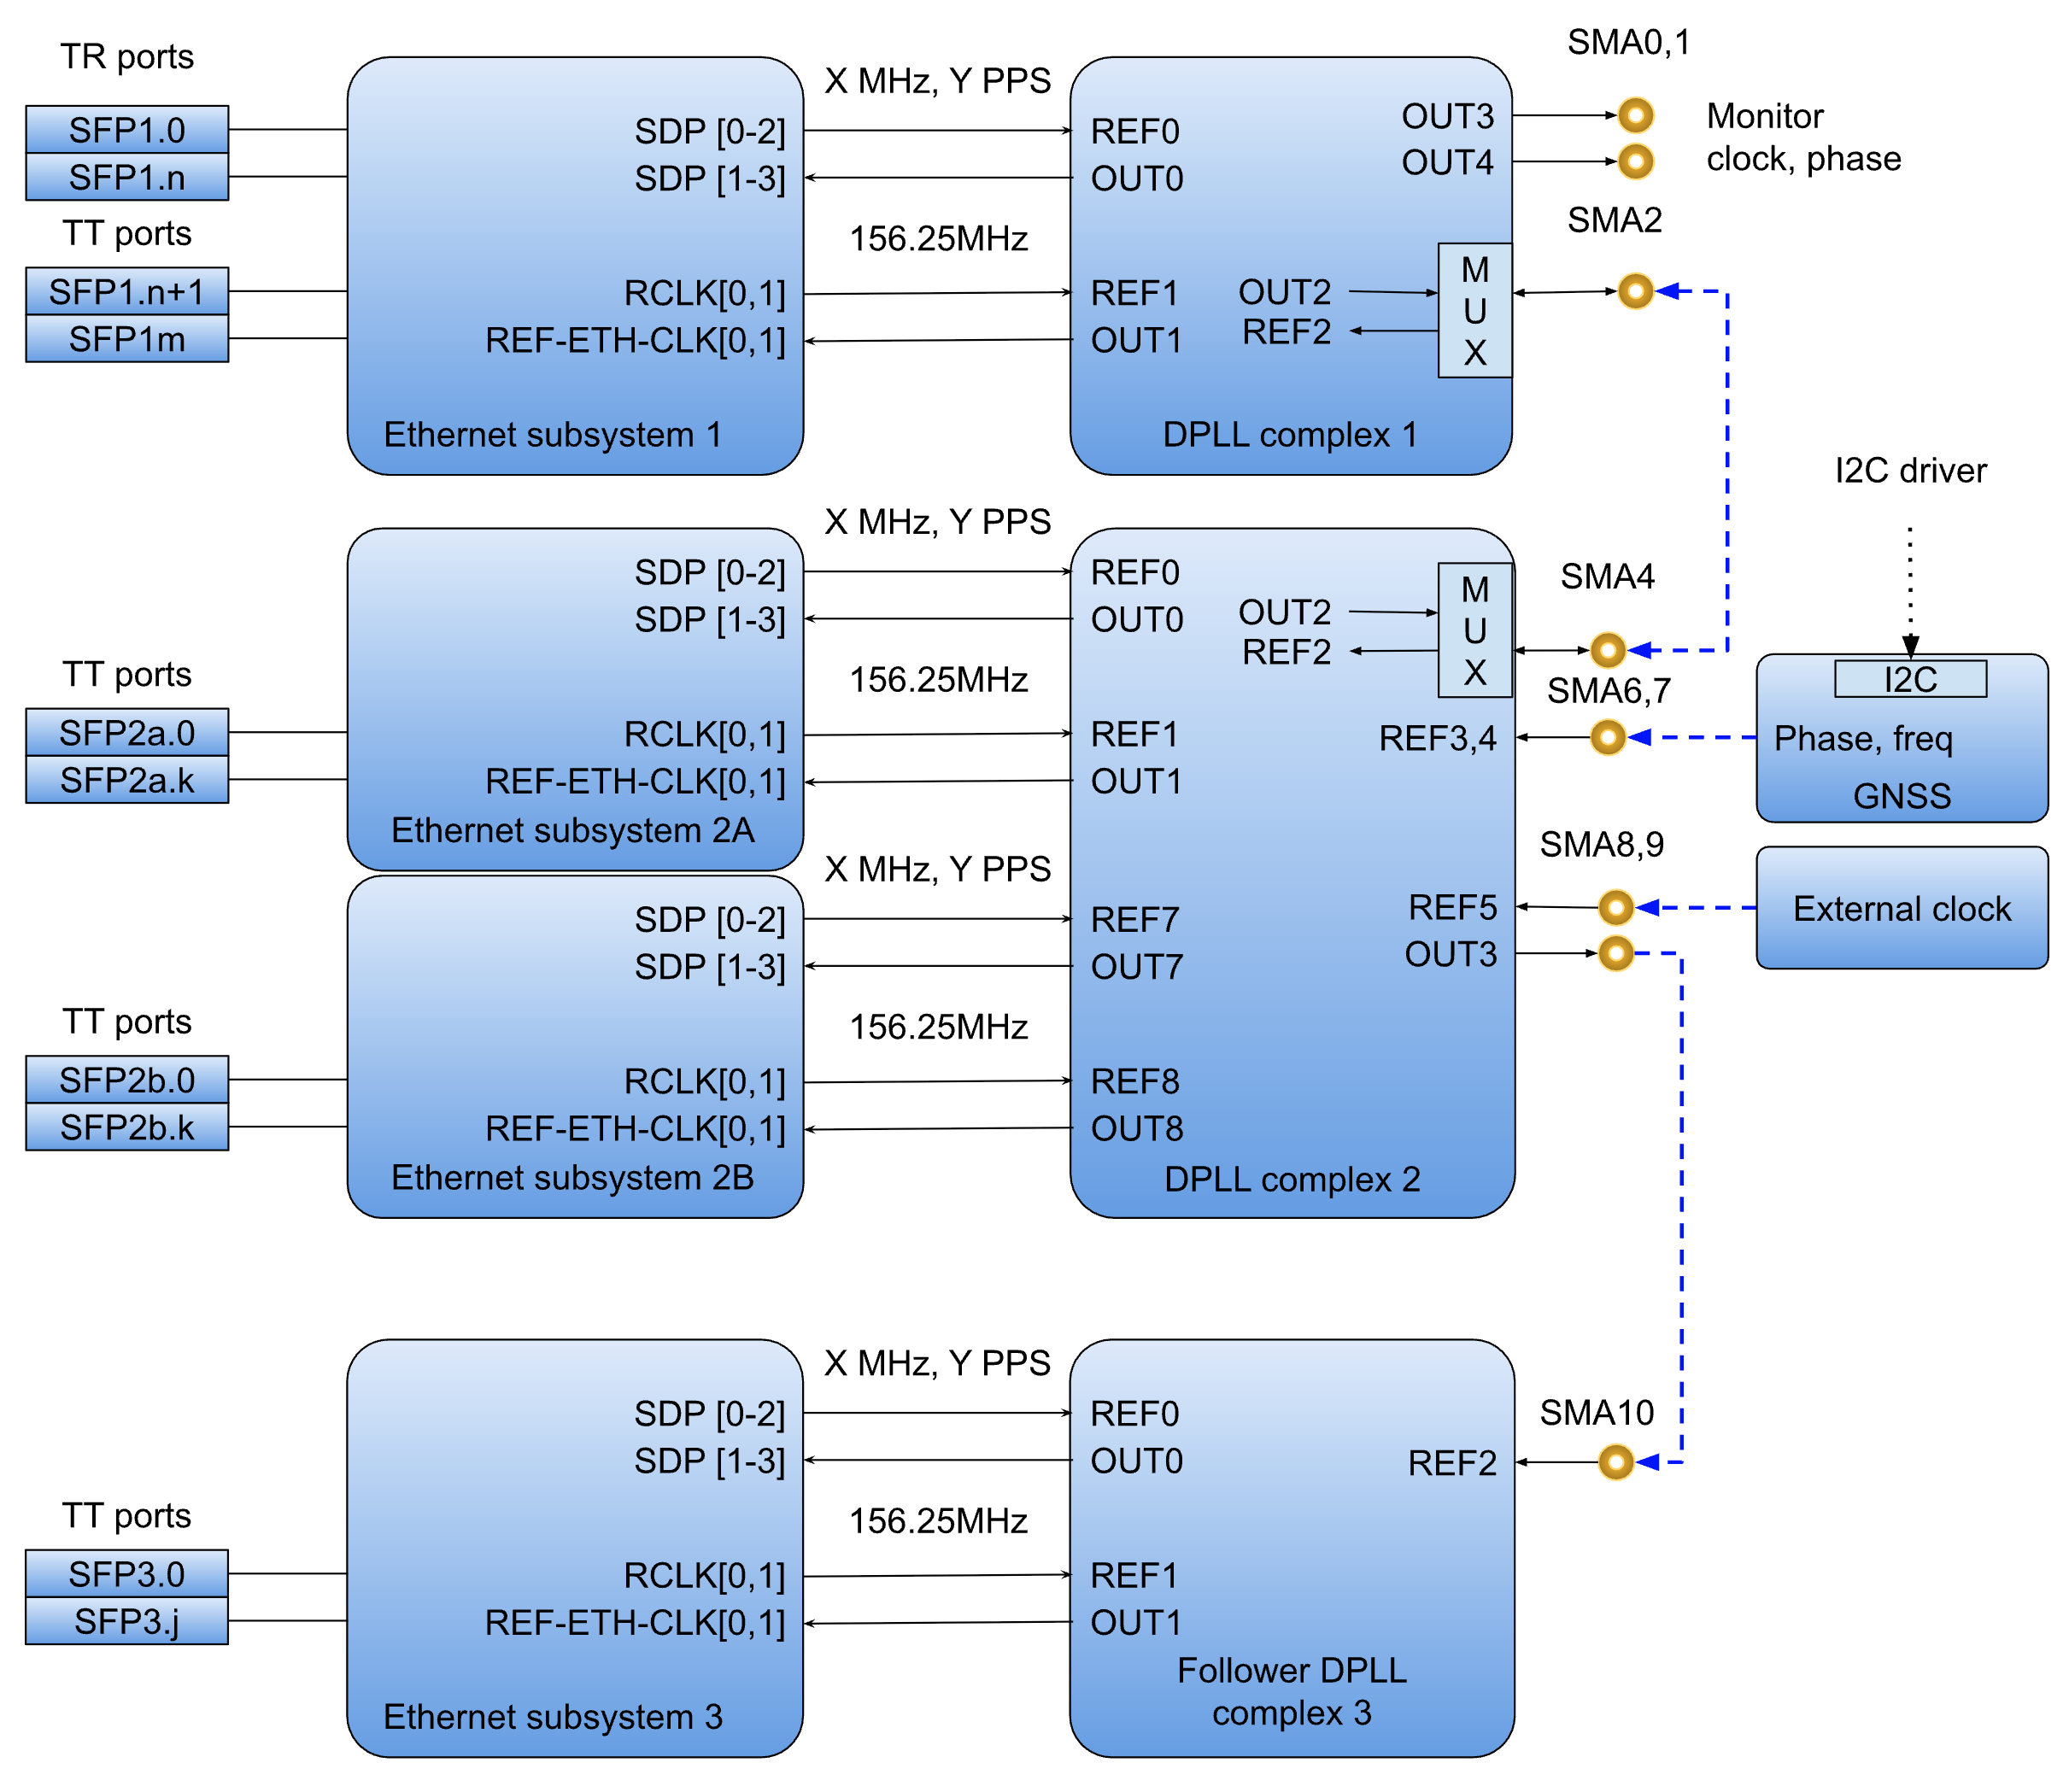 TR ports
SFP1.0
SFP1.n
TT ports
SFP1.n+1
SFP1m
SDP [0-2]
SDP [1-3]
RCLK[0,1]
REF-ETH-CLK[0,1]
Ethernet subsystem 1
X MHz, Y PPS
156.25MHz
REF0
OUT0
REF1
OUT1
OUT3
OUT4
OUT2
REF2
M
U
X
DPLL complex 1
SMA0,1
Monitor
clock, phase
SMA2
TT ports
SFP2a.0
SFP2a.k
SDP [0-2]
SDP [1-3]
RCLK[0,1]
REF-ETH-CLK[0,1]
Ethernet subsystem 2A
X MHz, Y PPS
156.25MHz
TT ports
SFP2b.0
SFP2b.k
SDP [0-2]
SDP [1-3]
RCLK[0,1]
REF-ETH-CLK[0,1]
Ethernet subsystem 2B
X MHz, Y PPS
156.25MHz
REF0
OUT0
REF1
OUT1
REF7
OUT7
REF8
OUT8
OUT2
REF2
M
U
X
REF3,4
REF5
OUT3
DPLL complex 2
SMA4
SMA6,7
SMA8,9
I2C driver
I2C
Phase, freq
GNSS
External clock
TT ports
SFP3.0
SFP3.j
SDP [0-2]
SDP [1-3]
RCLK[0,1]
REF-ETH-CLK[0,1]
Ethernet subsystem 3
X MHz, Y PPS
156.25MHz
REF0
OUT0
REF1
OUT1
REF2
Follower DPLL
complex 3
SMA10